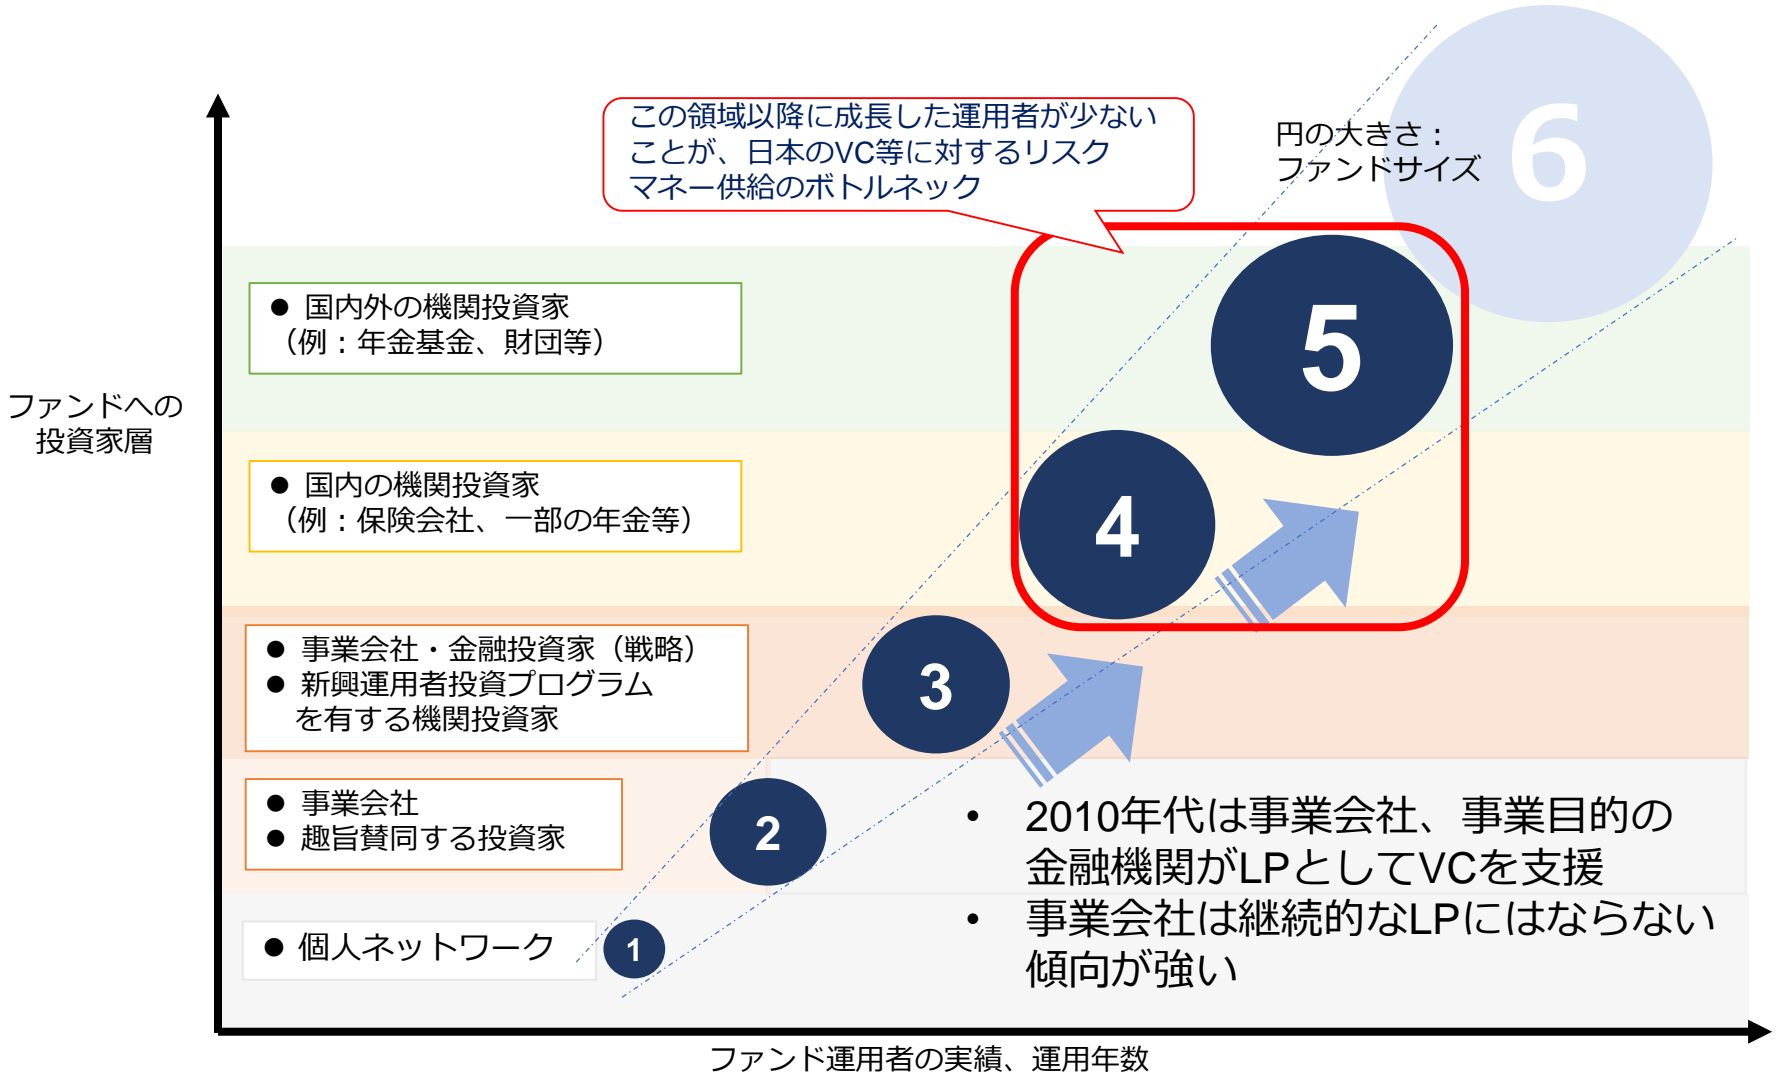 この領域以降に成長した運用者が少ない
ことが、日本のVC等に対するリスク
マネー供給のボトルネック
円の大きさ：
ファンドサイズ
6
● 国内外の機関投資家
（例：年金基金、財団等）
5
ファンドへの
投資家層
● 国内の機関投資家
（例：保険会社、一部の年金等）
4
● 事業会社・金融投資家（戦略）
● 新興運用者投資プログラム
を有する機関投資家
3
● 事業会社
● 趣旨賛同する投資家
2
• 2010年代は事業会社、事業目的の
金融機関がLPとしてVCを支援
• 事業会社は継続的なLPにはならない
傾向が強い
● 個人ネットワーク
1
ファンド運用者の実績、運用年数